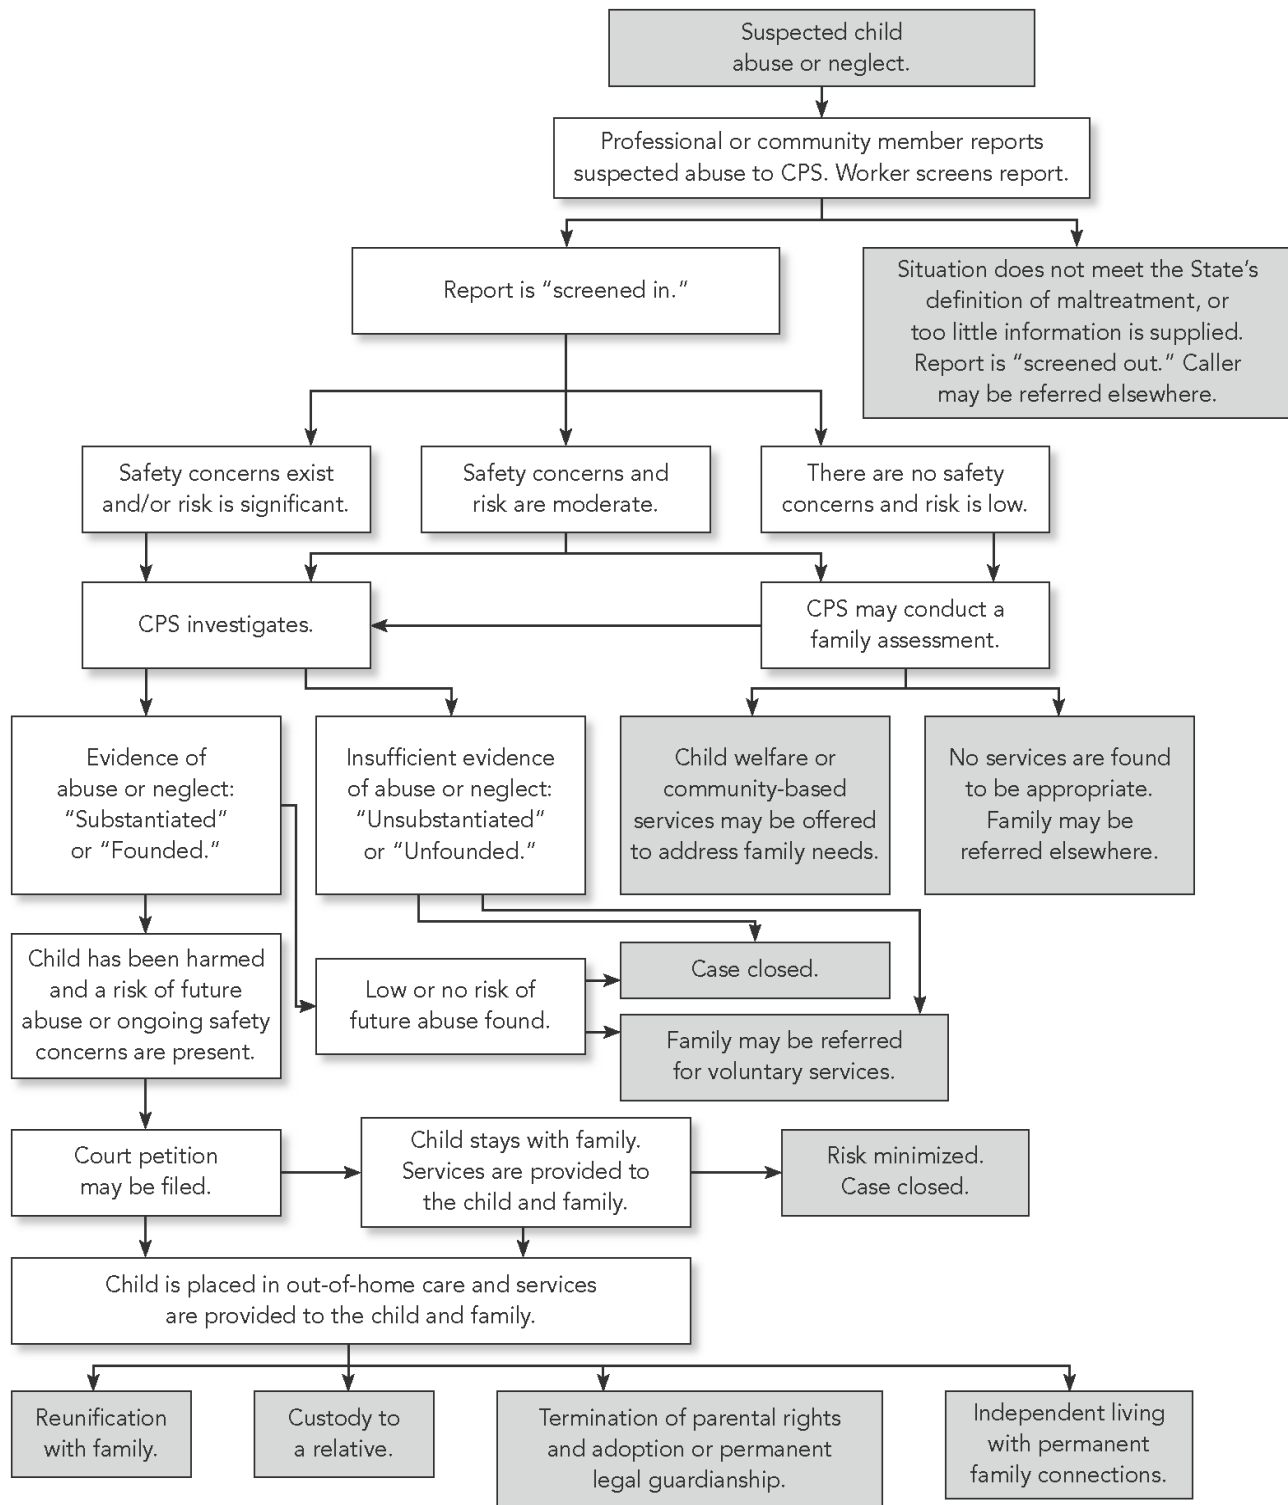 Suspected child
abuse or neglect.
Professional or community member reports
suspected abuse to CPS. Worker screens report.
Report is “screened in.”
Situation does not meet the State’s
definition of maltreatment, or
too little information is supplied.
Report is “screened out.” Caller
may be referred elsewhere.
Safety concerns exist
and/or risk is significant.
Safety concerns and
risk are moderate.
There are no safety
concerns and risk is low.
CPS investigates.
CPS may conduct a
family assessment.
Evidence of
abuse or neglect:
“Substantiated”
or “Founded.”
Insufficient evidence
of abuse or neglect:
“Unsubstantiated”
or “Unfounded.”
Child welfare or
community-based
services may be offered
to address family needs.
No services are found
to be appropriate.
Family may be
referred elsewhere.
Child has been harmed
and a risk of future
abuse or ongoing safety
concerns are present.
Low or no risk of
future abuse found.
Case closed.
Family may be referred
for voluntary services.
Court petition
may be filed.
Child stays with family.
Services are provided to
the child and family.
Risk minimized.
Case closed.
Child is placed in out-of-home care and services
are provided to the child and family.
Reunification
with family.
Custody to
a relative.
Termination of parental rights
and adoption or permanent
legal guardianship.
Independent living
with permanent
family connections.